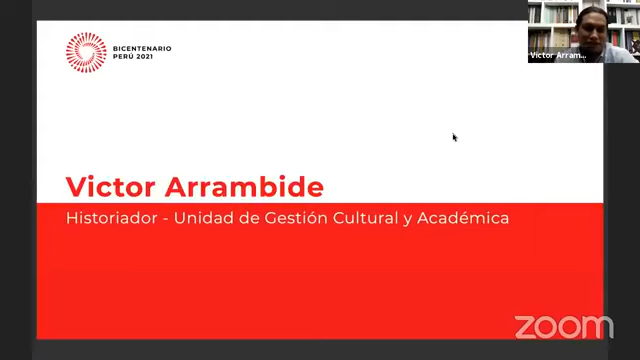 BICENTENARIO
PERÚ 2021
Victor Arram...
Victor Arrambide
Historiador - Unidad de Gestión Cultural y Académica
zoom